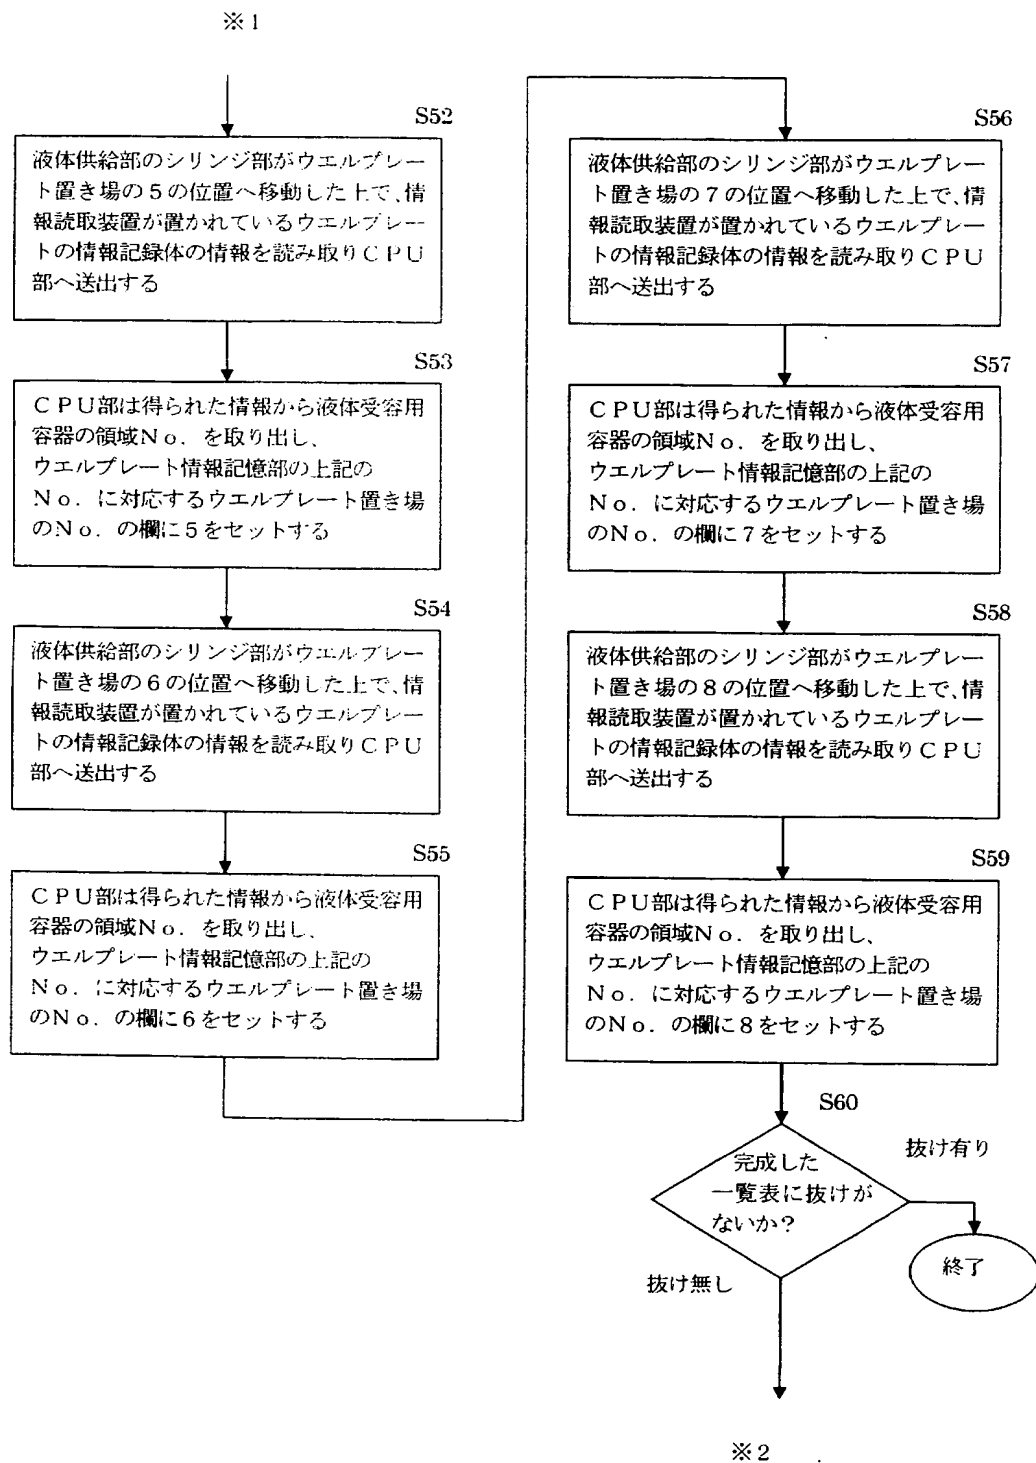 ※1
S52
液体供給部のシリンジ部がウエルプレー
ト置き場の5の位置へ移動した上で、情
報読取装置が置かれているウエルプレー
トの情報記録体の情報を読み取りCPU
部へ送出する
S53
CPU部は得られた情報から液体受容用
容器の領域No.を取り出し、
ウエルプレート情報記憶部の上記の
No.に対応するウエルプレート置き場
のNo.の欄に5をセットする
S54
液体供給部のシリンジ部がウエルプレー
ト置き場の6の位置へ移動した上で、情
報読取装置が置かれているウエルプレー
トの情報記録体の情報を読み取りCPU
部へ送出する
S55
CPU部は得られた情報から液体受容用
容器の領域No.を取り出し、
ウエルプレート情報記憶部の上記の
No.に対応するウエルプレート置き場
のNo.の欄に6をセットする
S56
液体供給部のシリンジ部がウエルプレー
ト置き場の7の位置へ移動した上で、情
報読取装置が置かれているウエルプレー
トの情報記録体の情報を読み取りCPU
部へ送出する
S57
CPU部は得られた情報から液体受容用
容器の領域No.を取り出し、
ウエルプレート情報記憶部の上記の
No.に対応するウエルプレート置き場
のNo.の欄に7をセットする
S58
液体供給部のシリンジ部がウエルプレー
ト置き場の8の位置へ移動した上で、情
報読取装置が置かれているウエルプレー
トの情報記録体の情報を読み取りCPU
部へ送出する
S59
CPU部は得られた情報から液体受容用
容器の領域No.を取り出し、
ウエルプレート情報記憶部の上記の
No.に対応するウエルプレート置き場
のNo.の欄に8をセットする
S60
完成した
一覧表に抜けが
ないか?
抜け有り
終了
抜け無し
※2